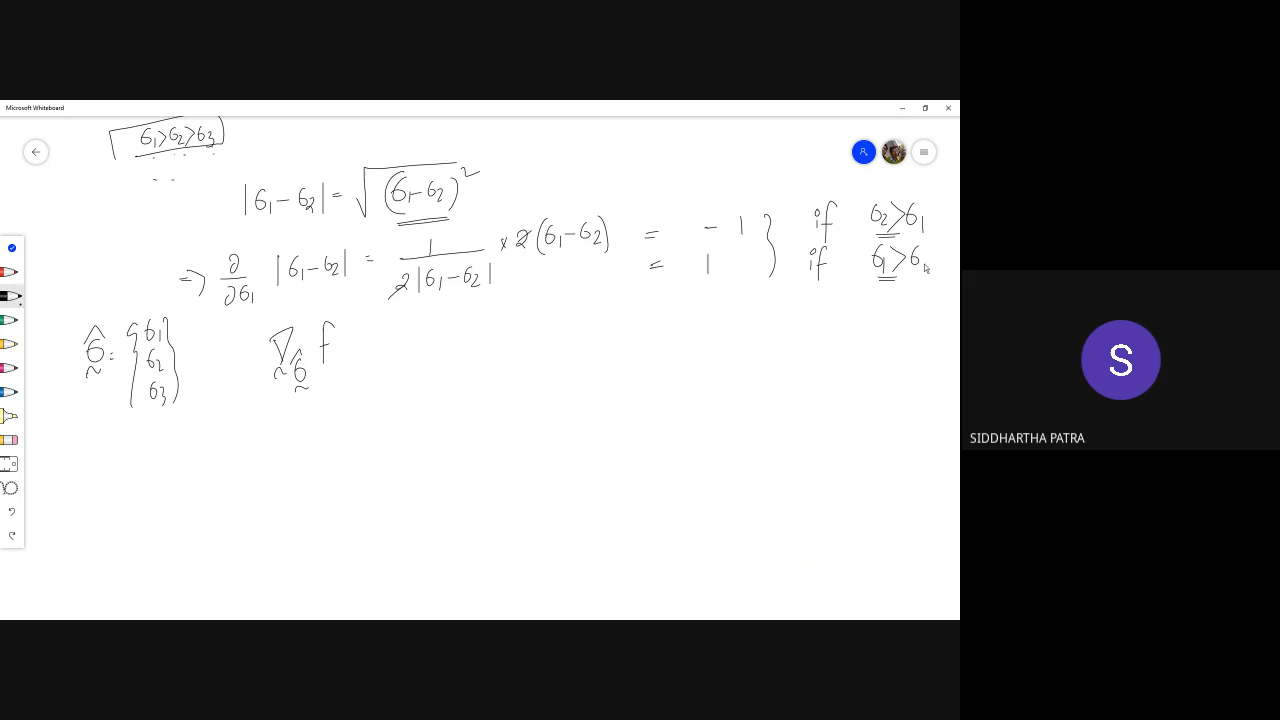 Microsoft Whiteboard
σ₁>σ₂>σ₃
|σ₁-σ₂| = √(σ₁-σ₂)²
=> ∂/∂σ₁ |σ₁-σ₂| = 1/(2|σ₁-σ₂|) × 2(σ₁-σ₂) = -1 } if σ₂>σ₁
= 1 } if σ₁>σ
σ̂ = {σ₁ σ₂ σ₃} ∇σ̂ f
S
SIDDHARTHA PATRA